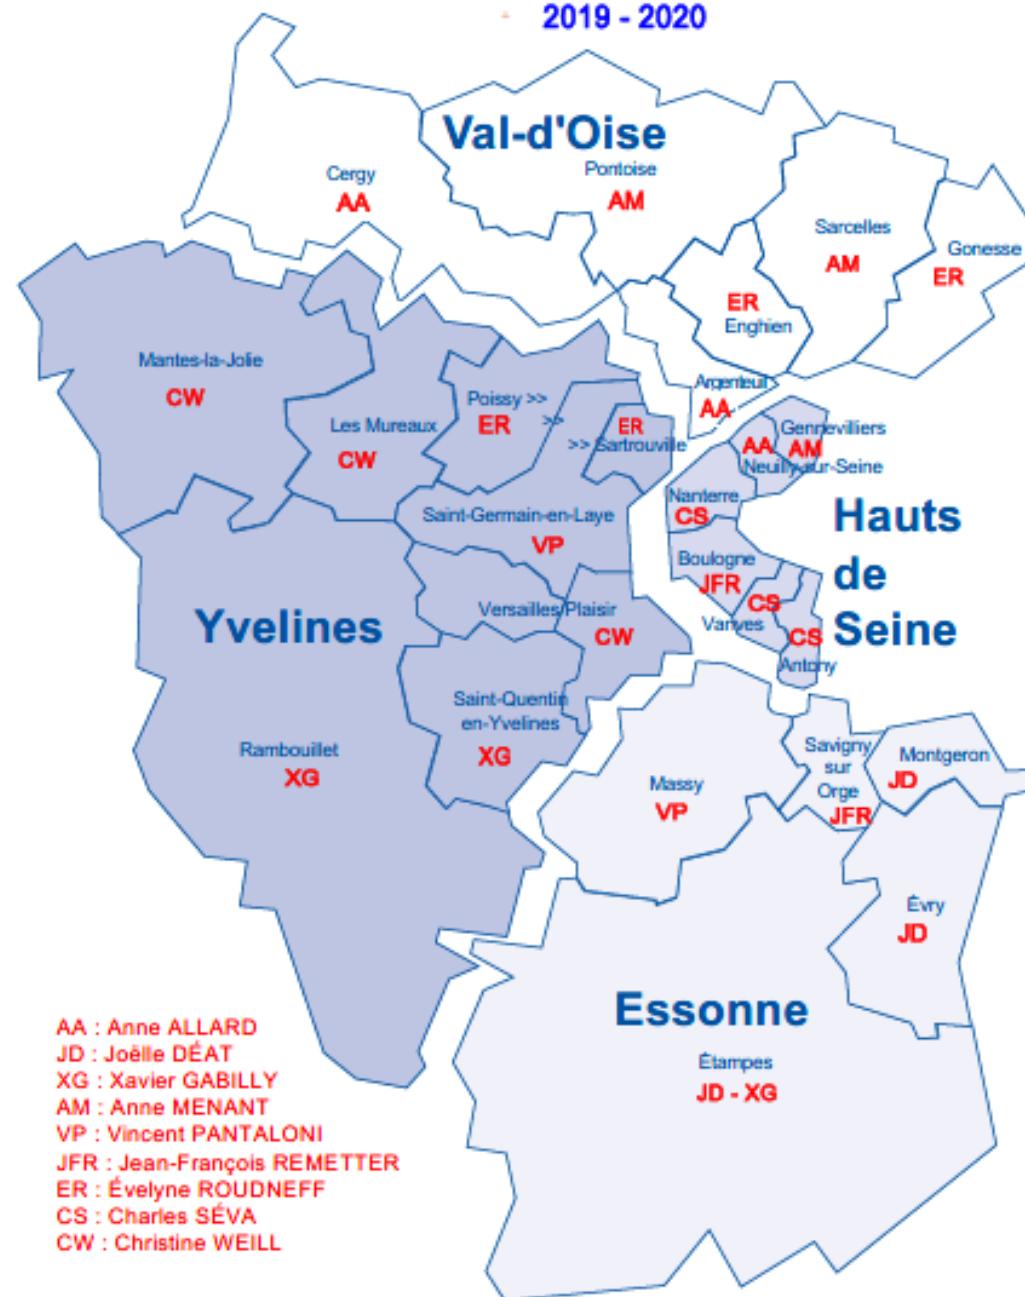 2019 - 2020
Val-d'Oise
Cergy
AA
Pontoise
AM
Sarcelles
AM
Gonesse
ER
ER
Enghien
Argenteuil
AA
Mantes-la-Jolie
CW
Les Mureaux
CW
Poissy >>
ER
>>
ER
>> Sartrouville
Saint-Germain-en-Laye
VP
Versailles/Plaisir
CW
Yvelines
Saint-Quentin
en-Yvelines
XG
Rambouillet
XG
Gennevilliers
AA
AM
Neuilly-sur-Seine
Nanterre
CS
Boulogne
JFR
CS
Vanves
CS
Antony
Hauts
de
Seine
Massy
VP
Savigny
sur
Orge
JFR
Montgeron
JD
Évry
JD
Essonne
Étampes
JD - XG
AA : Anne ALLARD
JD : Joëlle DÉAT
XG : Xavier GABILLY
AM : Anne MENANT
VP : Vincent PANTALONI
JFR : Jean-François REMETTER
ER : Évelyne ROUDNEFF
CS : Charles SÉVA
CW : Christine WEILL